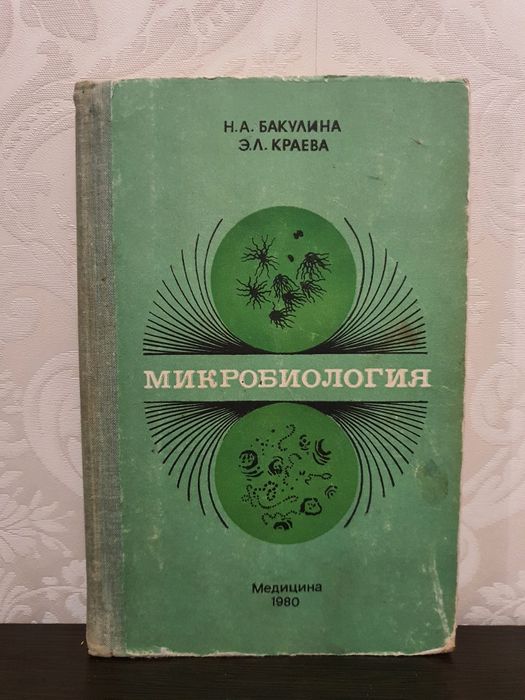 Н.А. БАКУЛИНА
Э.Л. КРАЕВА
МИКРОБИОЛОГИЯ
Медицина
1980